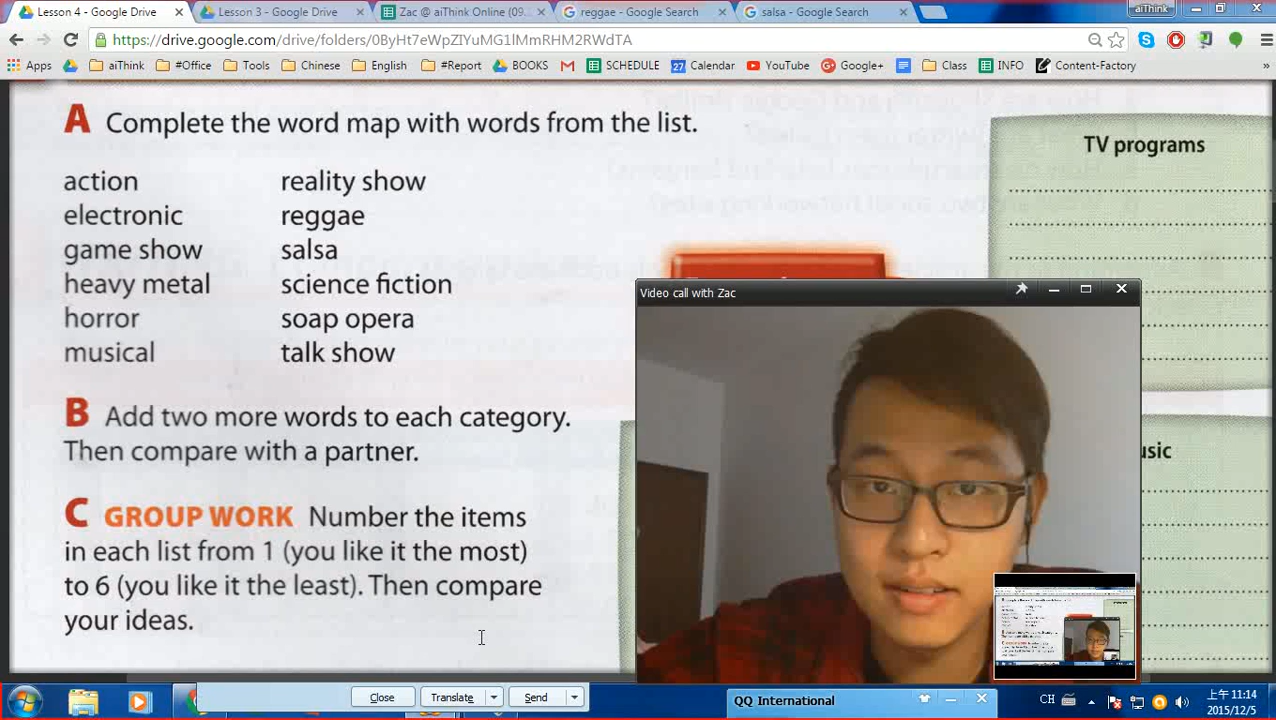 Lesson 4 - Google Drive
Lesson 3 - Google Drive
Zac @ aiThink Online (09.
reggae - Google Search
salsa - Google Search
aiThink
https://drive.google.com/drive/folders/0ByHt7eWpZIYuMG1lMmRHM2RWdTA
Apps
aiThink
#Office
Tools
Chinese
English
#Report
BOOKS
SCHEDULE
27 Calendar
YouTube
Google+
Class
INFO
Content-Factory
»
A Complete the word map with words from the list.
action
electronic
game show
heavy metal
horror
musical
reality show
reggae
salsa
science fiction
soap opera
talk show
B Add two more words to each category.
Then compare with a partner.
C GROUP WORK Number the items
in each list from 1 (you like it the most)
to 6 (you like it the least). Then compare
your ideas.
TV programs
usic
Video call with Zac
Close
Translate
Send
QQ International
CH
上午 11:14
2015/12/5